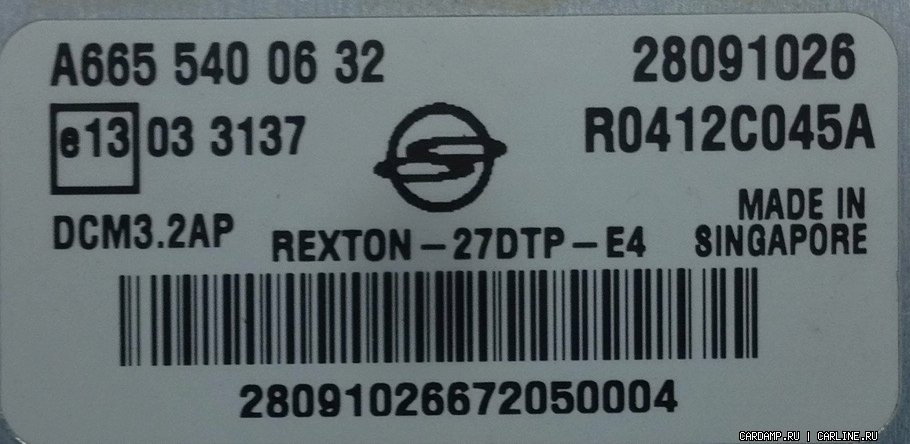 A665 540 06 32
28091026
e13 03 3137
R0412C045A
DCM3.2AP
REXTON-27DTP-E4
MADE IN
SINGAPORE
28091026672050004
CARDAMP.RU | CARLINE.RU